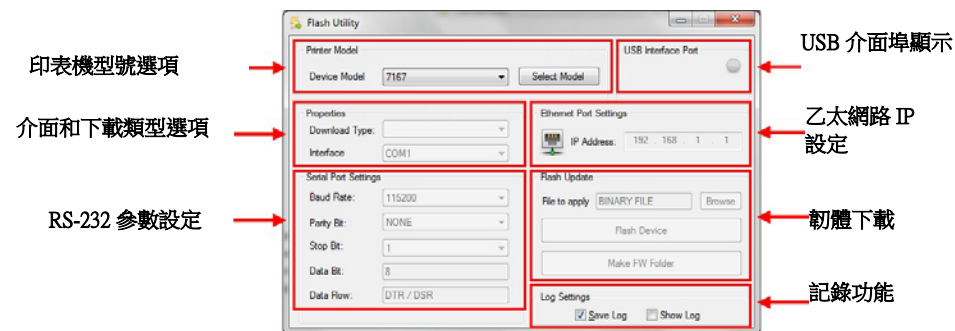 Flash Utility
印表機型號選項
Printer Model
Device Model 7167 Select Model
USB Interface Port
USB 介面埠顯示
介面和下載類型選項
Properties
Download Type:
Interface COM1
Ethernet Port Settings
IP Address: 192 . 168 . 1 . 1
乙太網路 IP
設定
RS-232 參數設定
Serial Port Settings
Baud Rate: 115200
Parity Bit: NONE
Stop Bit: 1
Data Bit: 8
Data Flow: DTR / DSR
Flash Update
File to apply BINARY FILE Browse
Flash Device
Make FW Folder
韌體下載
Log Settings
Save Log Show Log
記錄功能